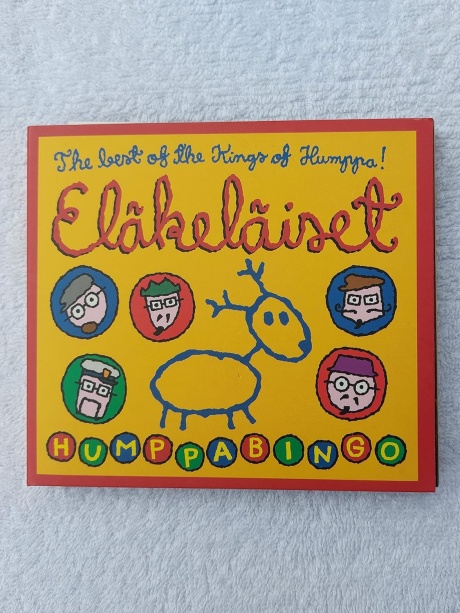 The best of the Kings of Humppa!
Eläkeläiset
HUMPPABINGO